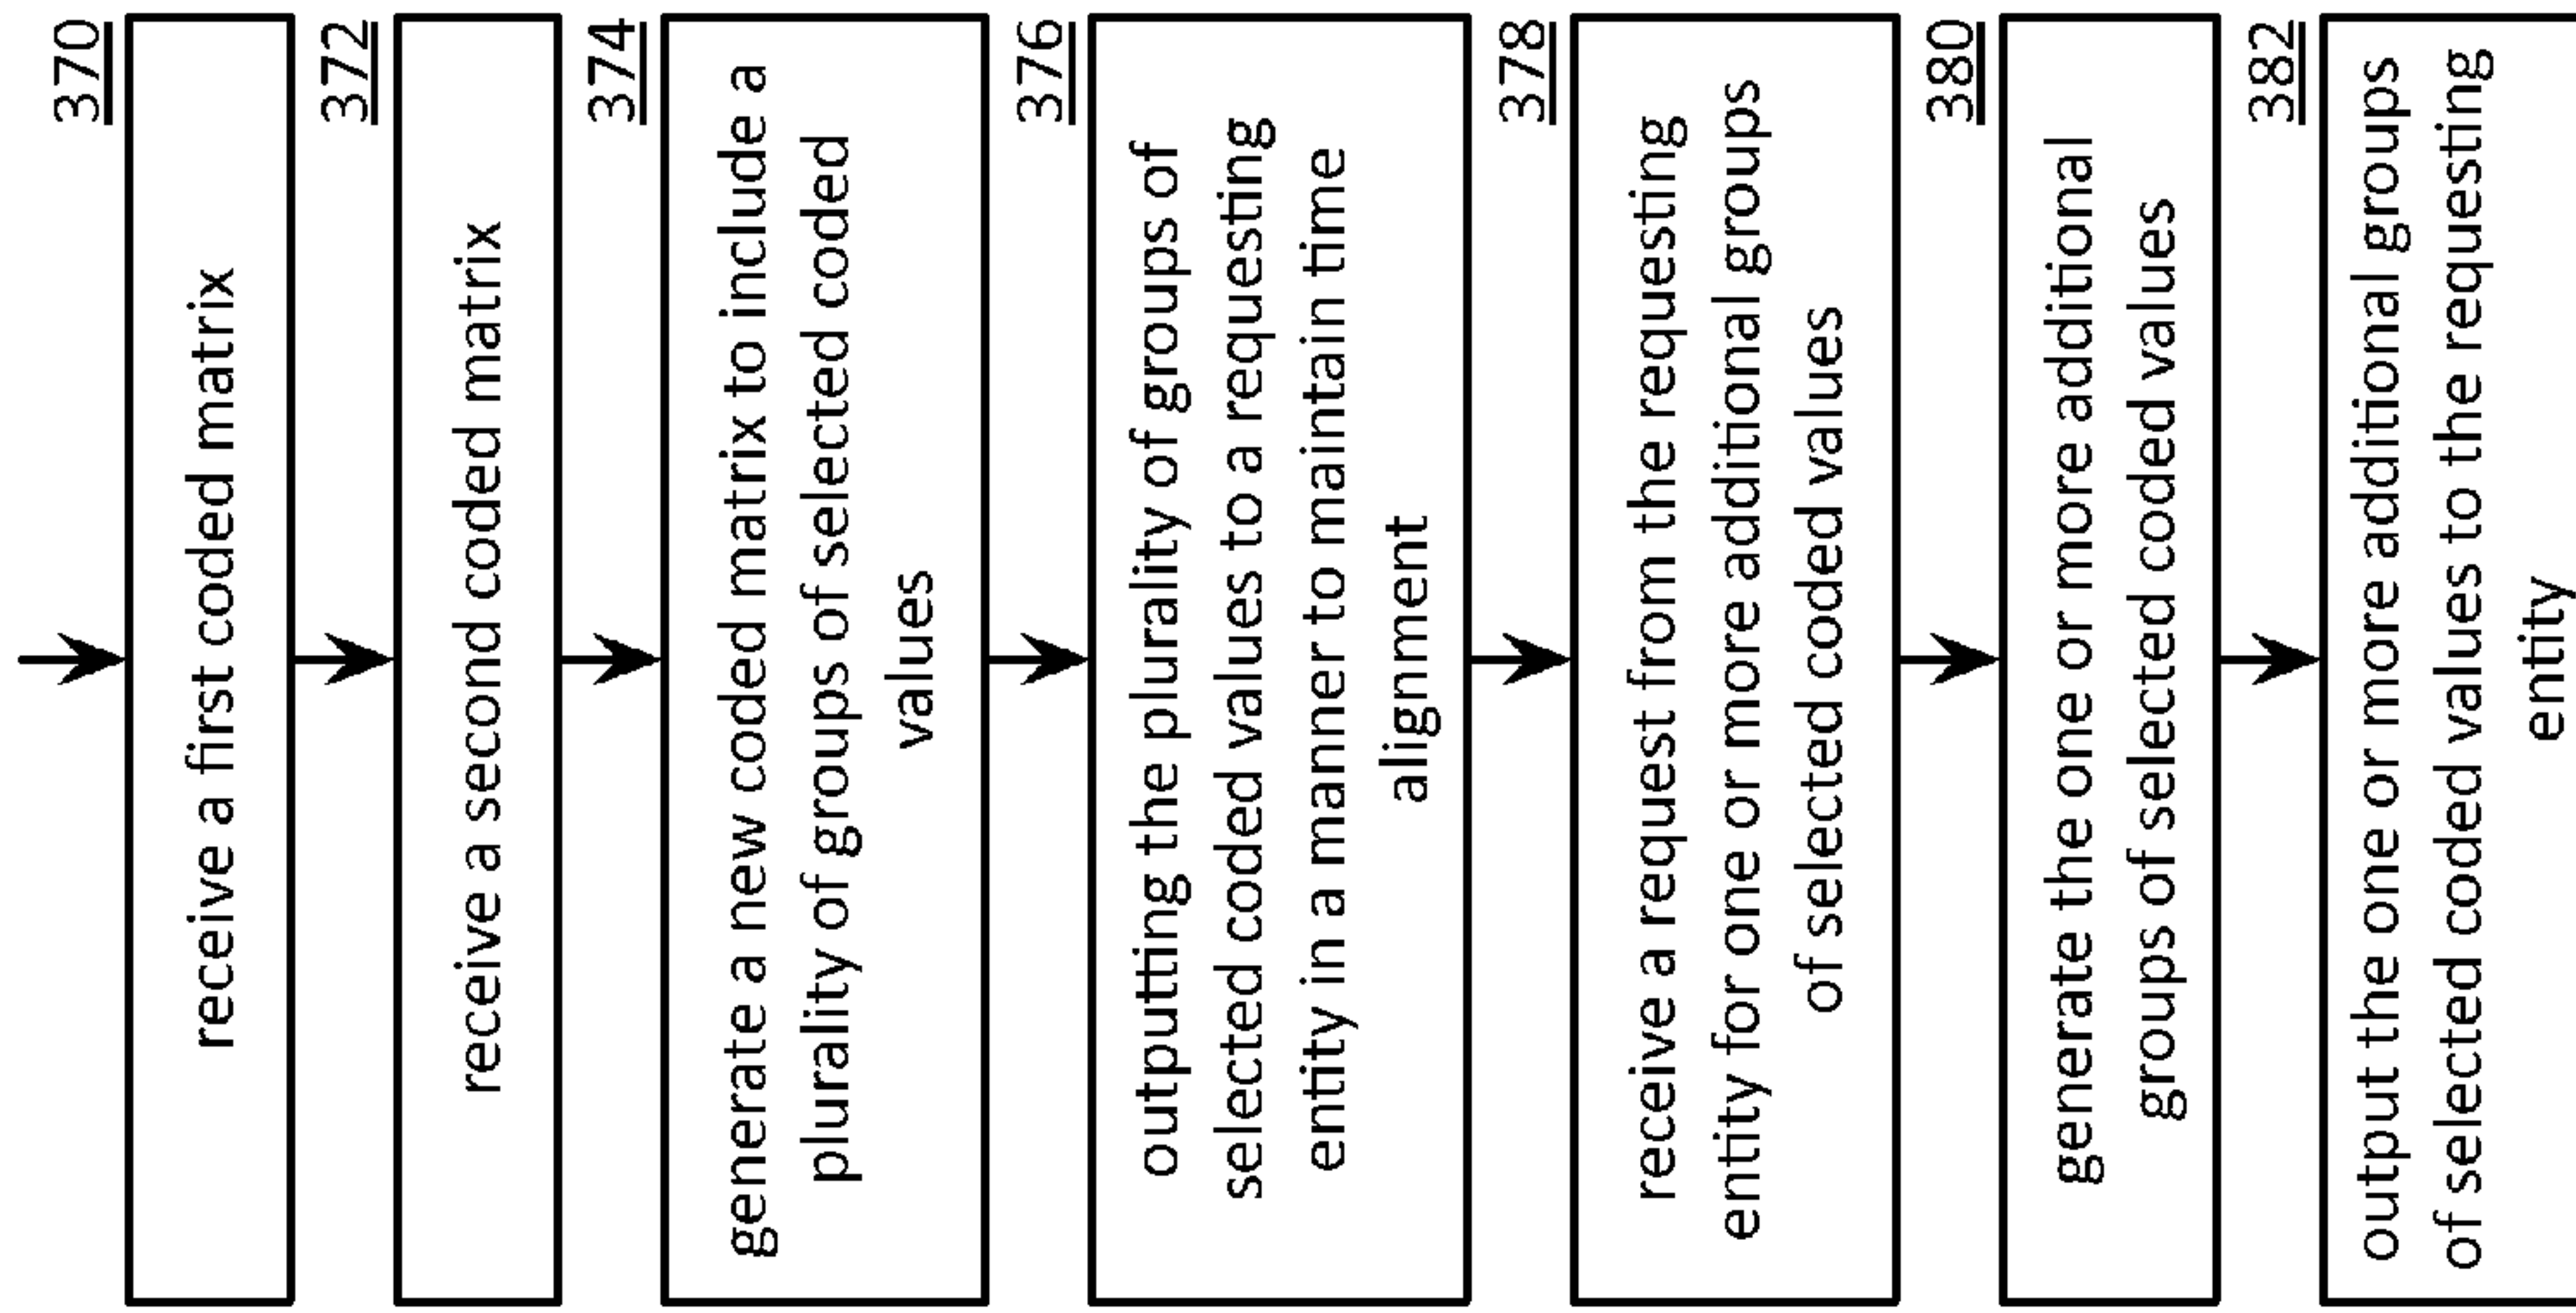 370
receive a first coded matrix
372
receive a second coded matrix
374
generate a new coded matrix to include a
plurality of groups of selected coded
values
376
outputting the plurality of groups of
selected coded values to a requesting
entity in a manner to maintain time
alignment
378
receive a request from the requesting
entity for one or more additional groups
of selected coded values
380
generate the one or more additional
groups of selected coded values
382
output the one or more additional groups
of selected coded values to the requesting
entity